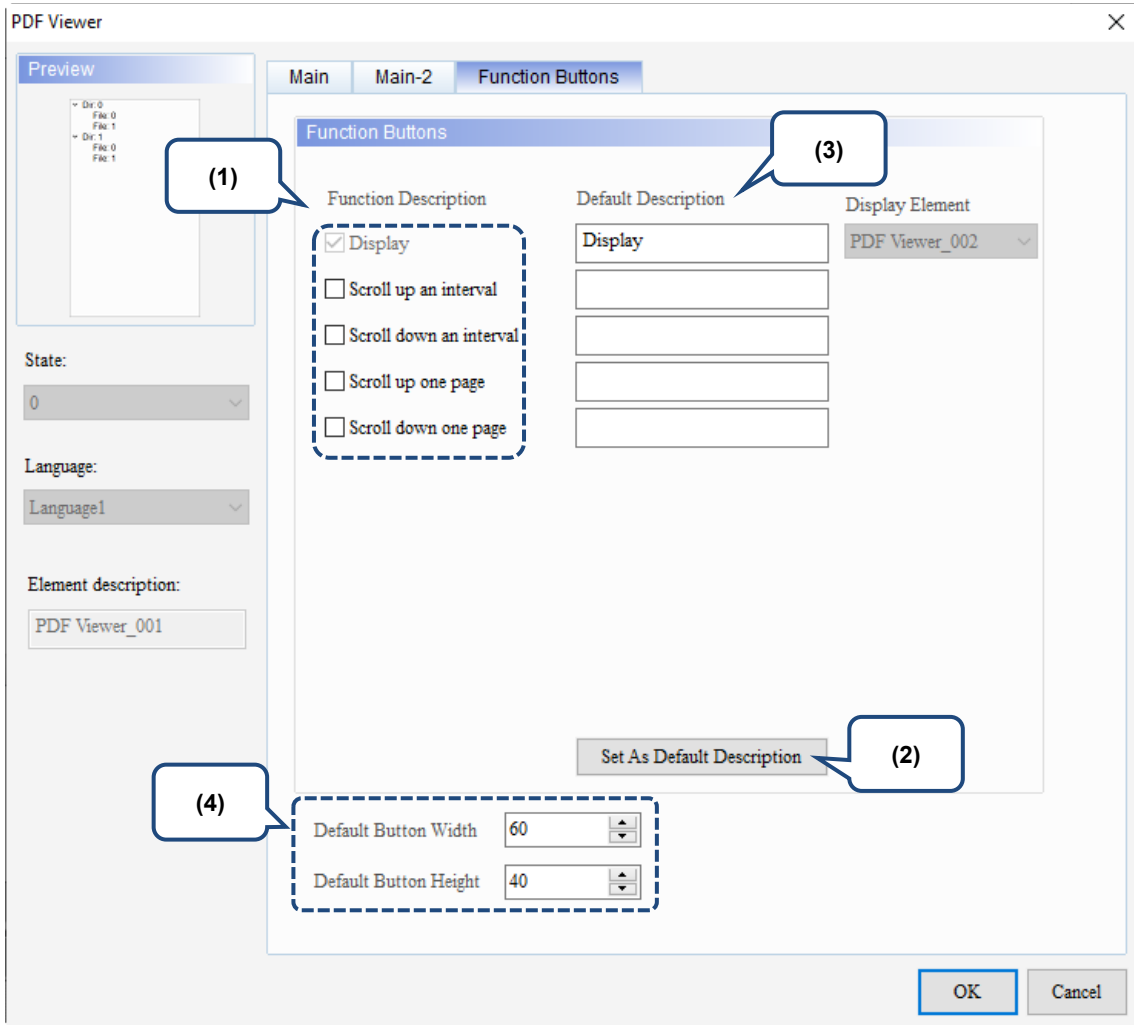 PDF Viewer
Preview
Dir: 0
File: 0
File: 1
Dir: 1
File: 0
File: 1
State:
0
Language:
Language1
Element description:
PDF Viewer_001
Main Main-2 Function Buttons
Function Buttons
(1)
(3)
Function Description Default Description Display Element
Display Display PDF Viewer_002
Scroll up an interval
Scroll down an interval
Scroll up one page
Scroll down one page
Set As Default Description
(2)
(4)
Default Button Width 60
Default Button Height 40
OK Cancel